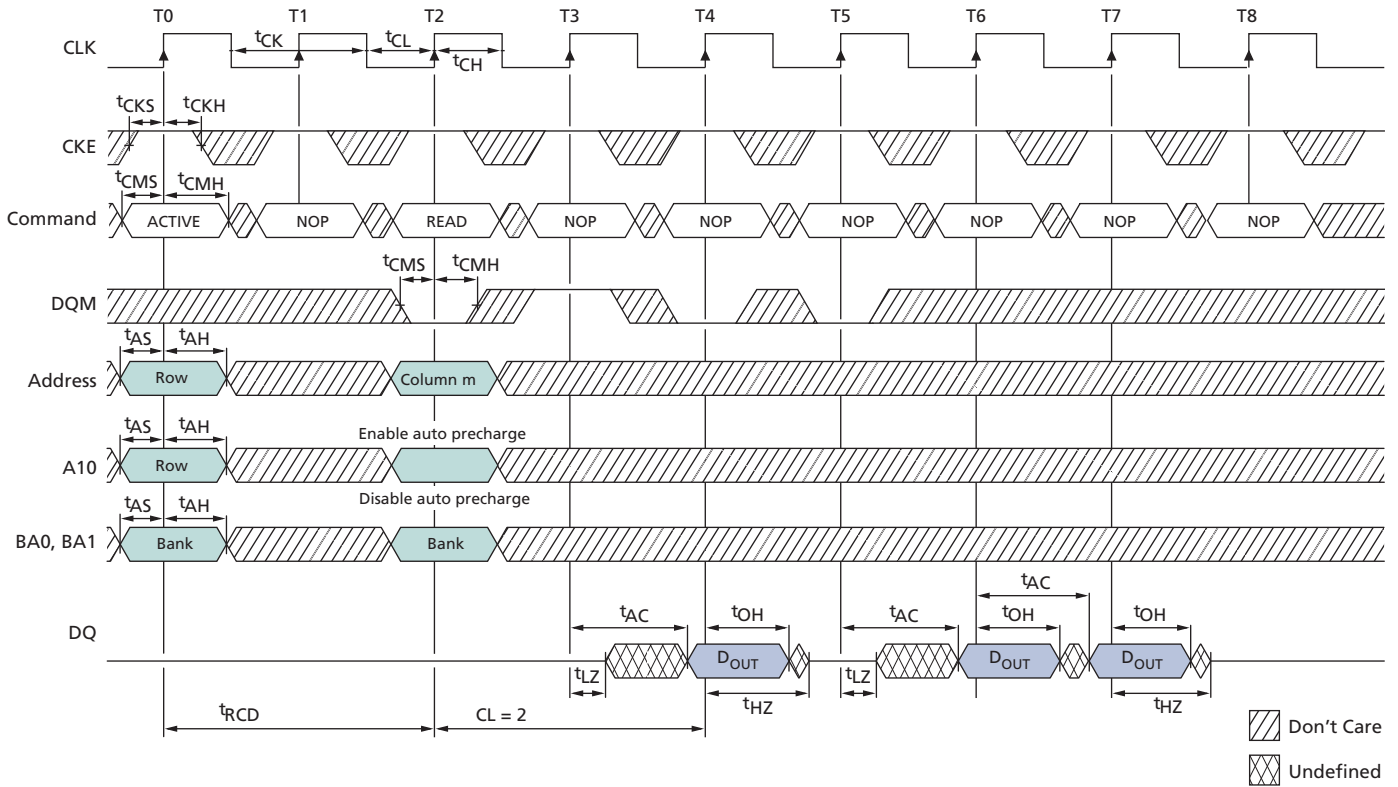 T0 T1 T2 T3 T4 T5 T6 T7 T8
CLK
tCK tCL
tCH
tCKS tCKH
CKE
tCMS tCMH
Command ACTIVE NOP READ NOP NOP NOP NOP NOP NOP
tCMS tCMH
DQM
tAS tAH
Address Row Column m
tAS tAH Enable auto precharge
A10 Row
tAS tAH Disable auto precharge
BA0, BA1 Bank Bank
tAC
tAC tOH tAC tOH tOH
DQ
DOUT DOUT DOUT
tLZ tLZ
tHZ tHZ
tRCD CL = 2
Don't Care
Undefined